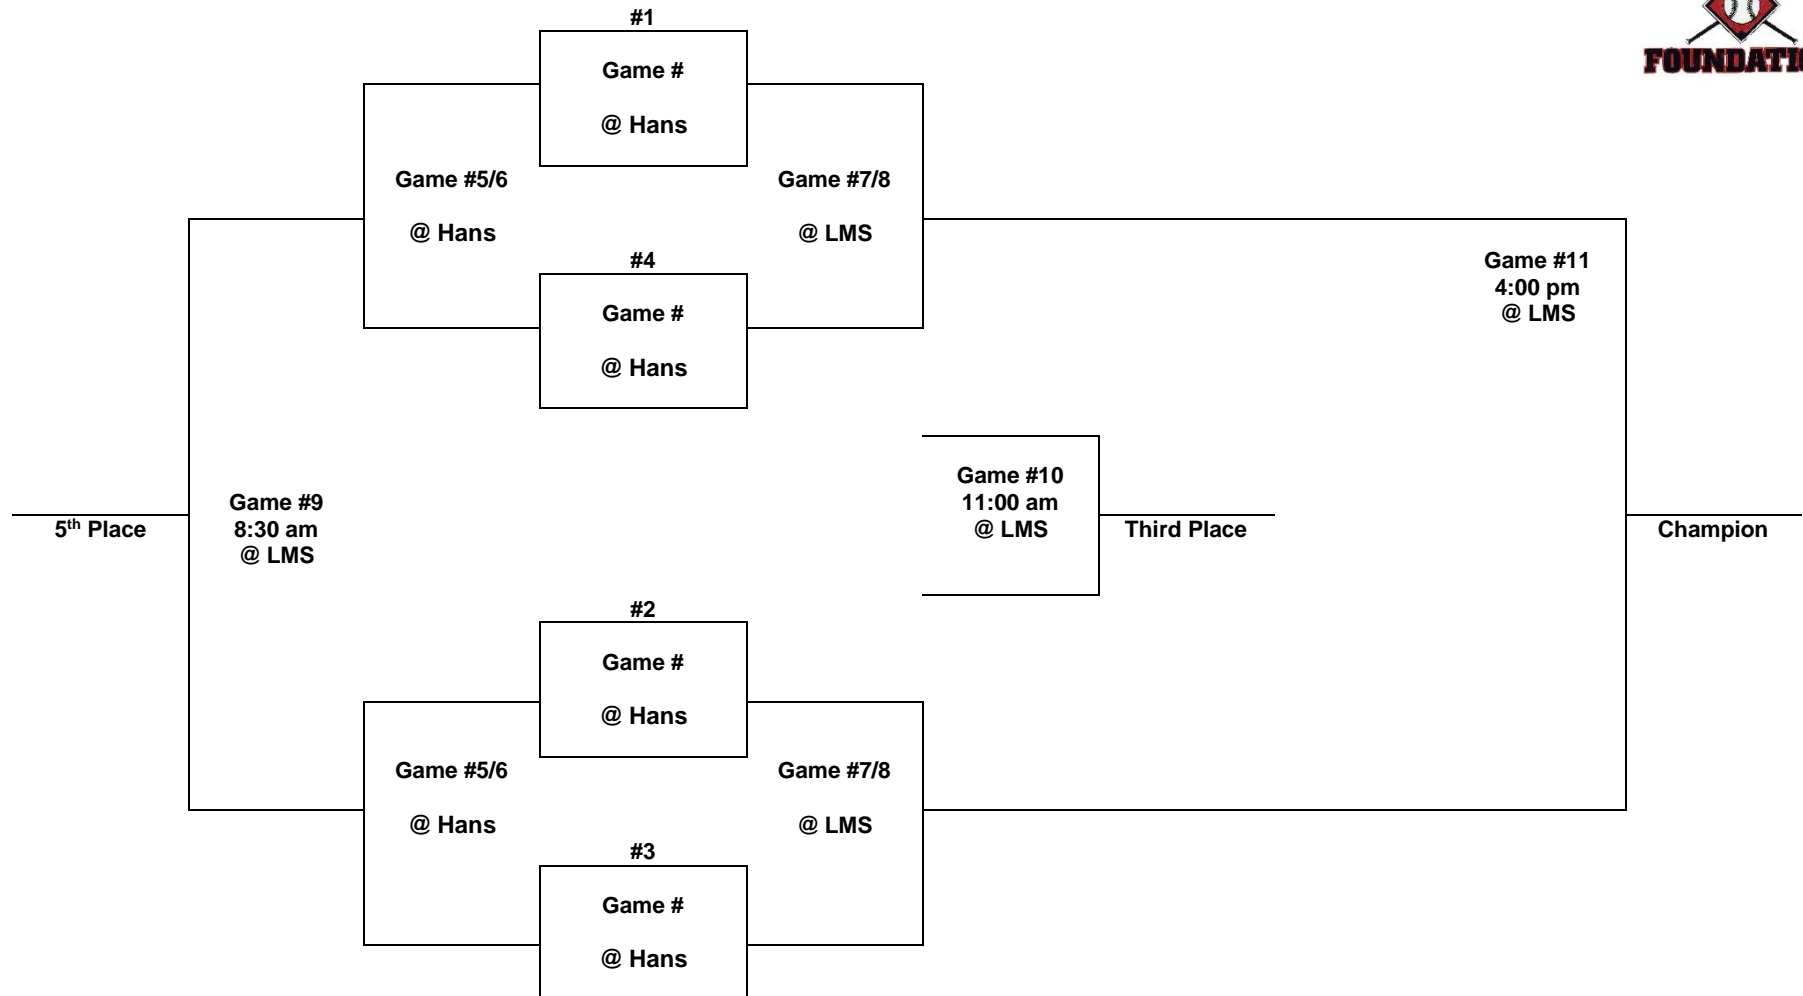 #1
Game #
@ Hans
FOUNDATI
Game #5/6
@ Hans
Game #7/8
@ LMS
#4
Game #
@ Hans
Game #11
4:00 pm
@ LMS
Game #9
8:30 am
@ LMS
5th Place
Game #10
11:00 am
@ LMS
Third Place
Champion
#2
Game #
@ Hans
Game #5/6
@ Hans
Game #7/8
@ LMS
#3
Game #
@ Hans